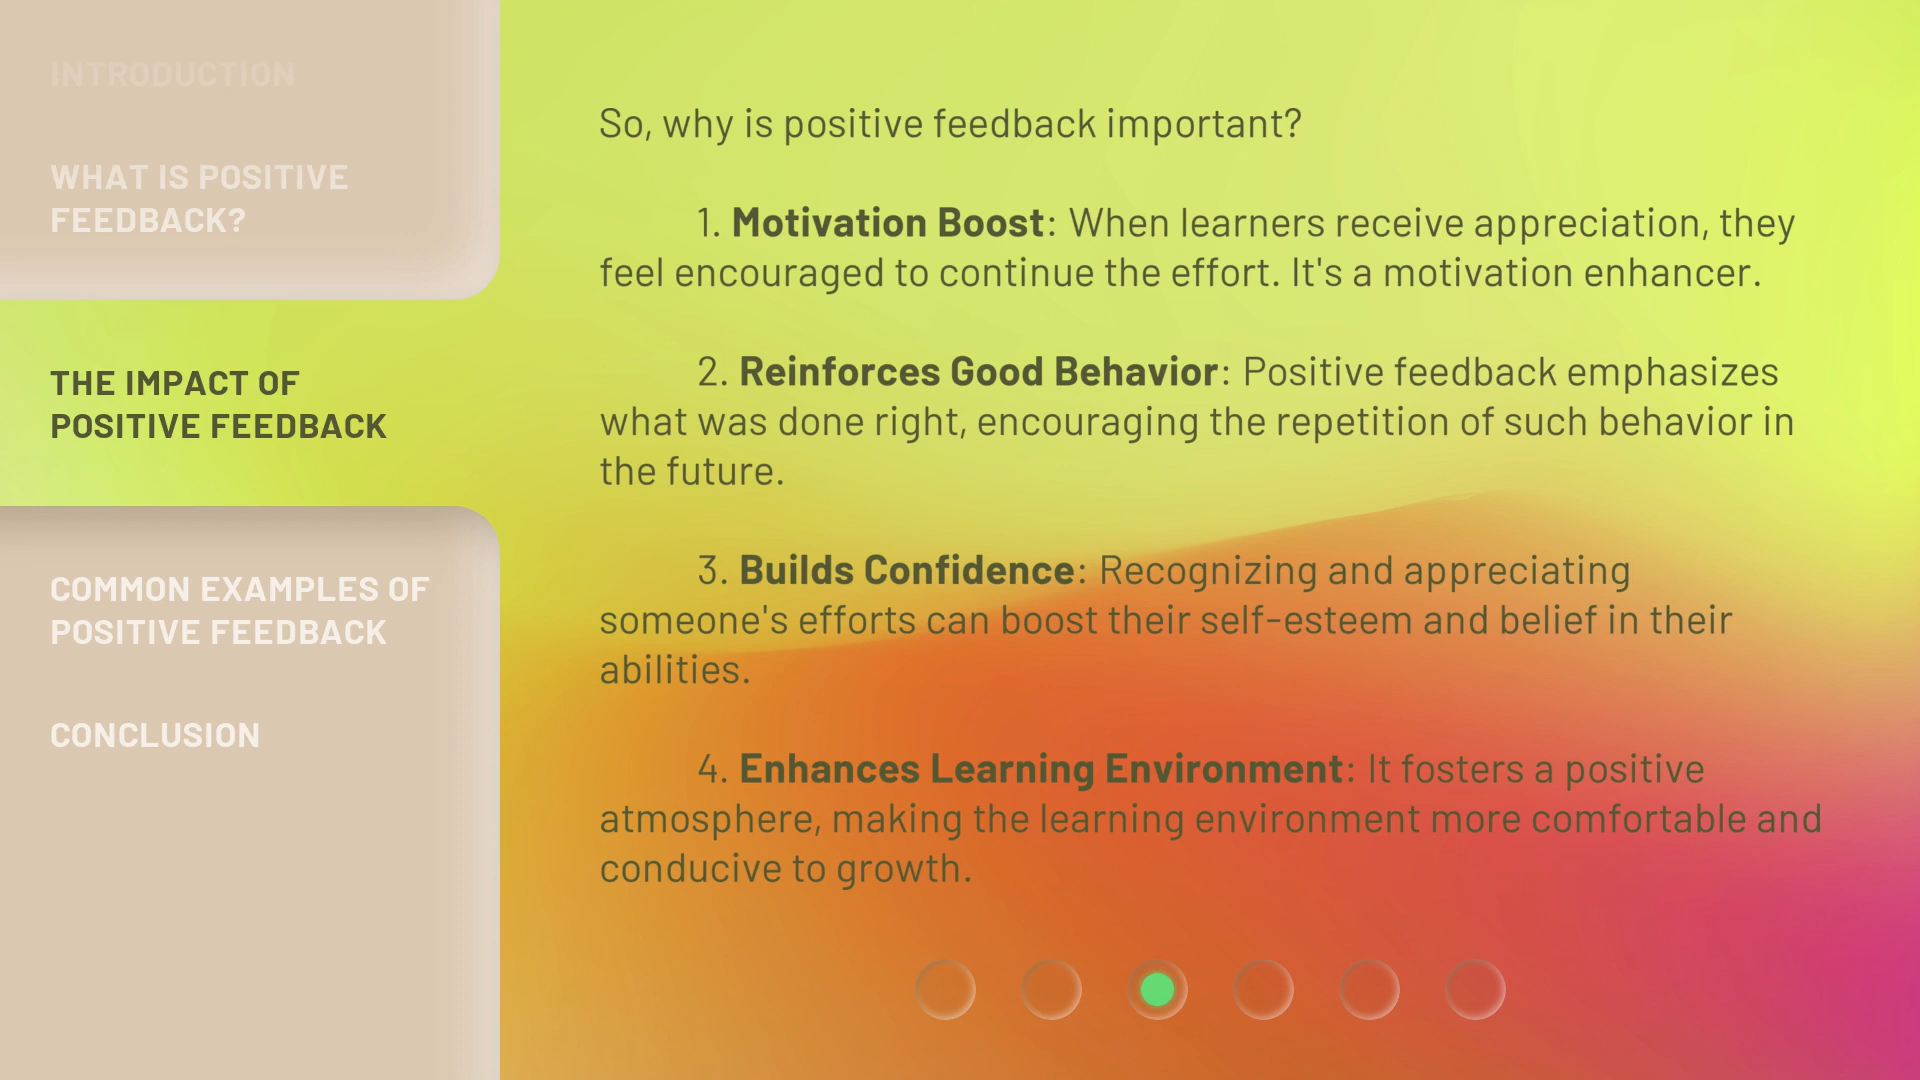 INTRODUCTION
WHAT IS POSITIVE
FEEDBACK?
THE IMPACT OF
POSITIVE FEEDBACK
COMMON EXAMPLES OF
POSITIVE FEEDBACK
CONCLUSION
So, why is positive feedback important?
1. Motivation Boost: When learners receive appreciation, they
feel encouraged to continue the effort. It's a motivation enhancer.
2. Reinforces Good Behavior: Positive feedback emphasizes
what was done right, encouraging the repetition of such behavior in
the future.
3. Builds Confidence: Recognizing and appreciating
someone's efforts can boost their self-esteem and belief in their
abilities.
4. Enhances Learning Environment: It fosters a positive
atmosphere, making the learning environment more comfortable and
conducive to growth.